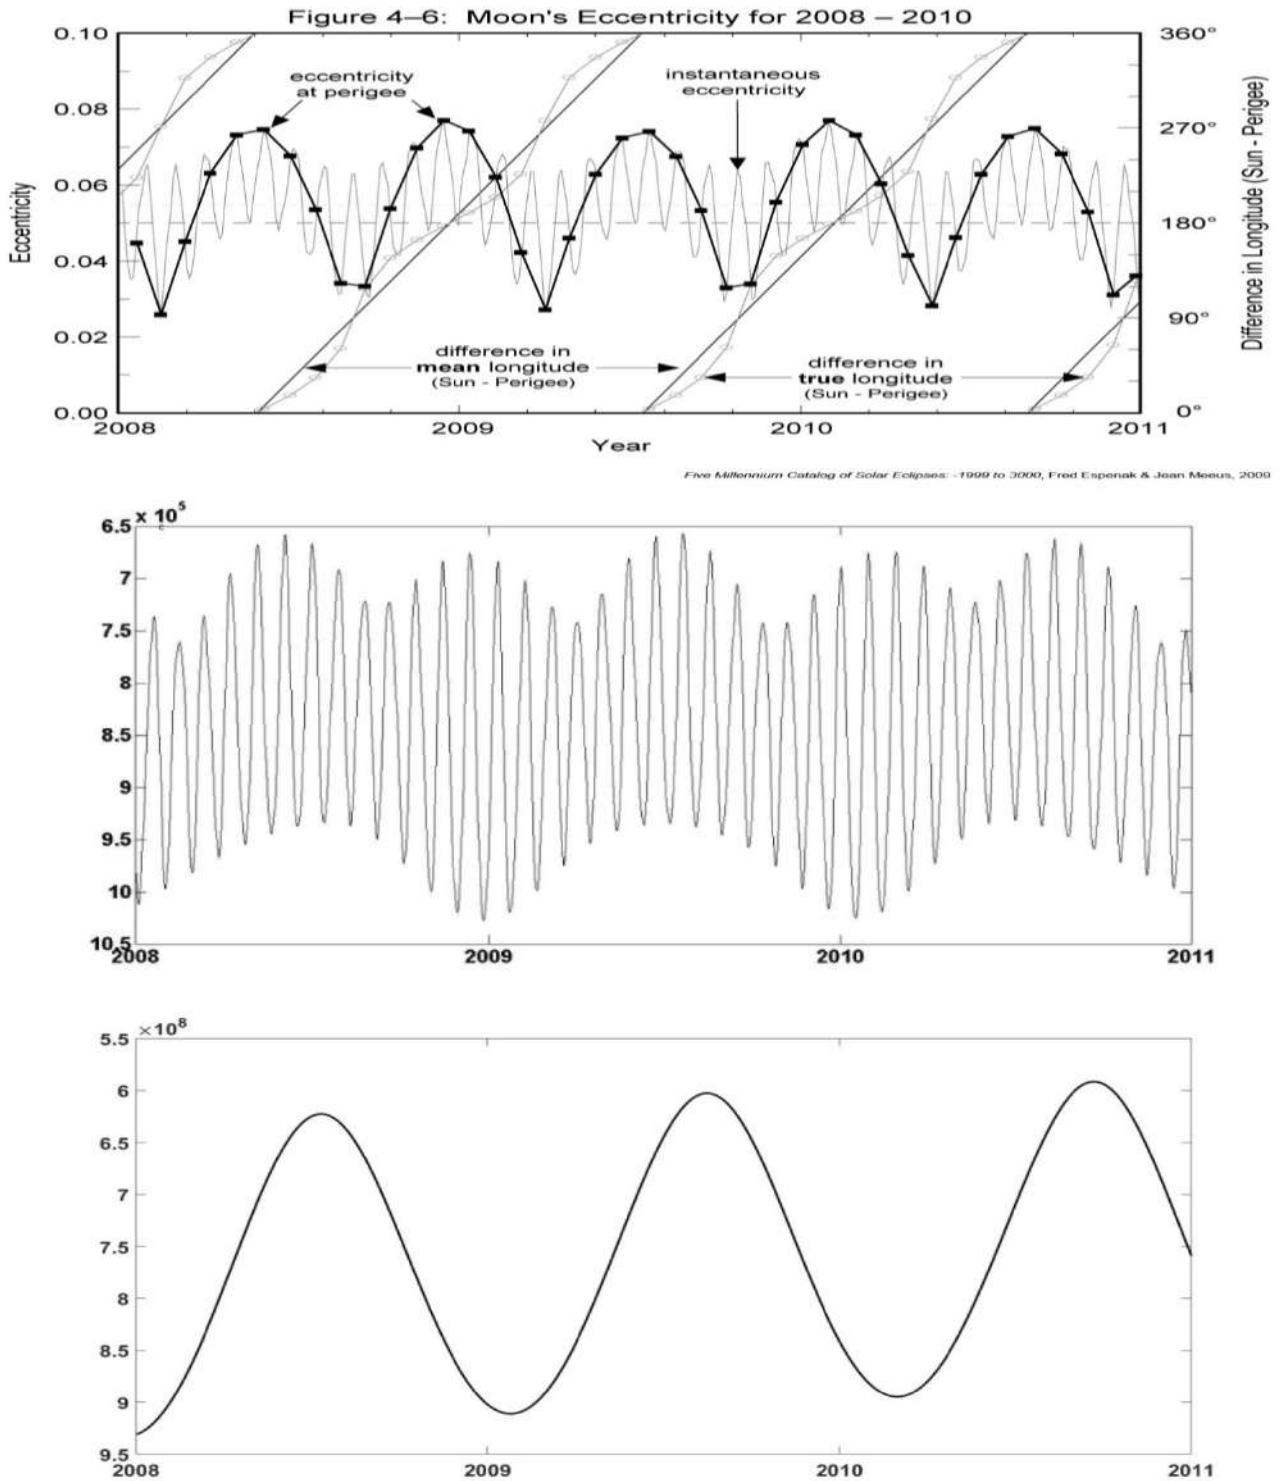 Figure 4–6: Moon's Eccentricity for 2008 – 2010
0.10
0.08
0.06
0.04
0.02
0.00
Eccentricity
360°
270°
180°
90°
0°
Difference in Longitude (Sun - Perigee)
eccentricity
at perigee
instantaneous
eccentricity
difference in
mean longitude
(Sun - Perigee)
difference in
true longitude
(Sun - Perigee)
2008
2009
2010
2011
Year
Five Millennium Catalog of Solar Eclipses: -1999 to 3000, Fred Espenak & Jean Meeus, 2009
x 10⁵
6.5
7
7.5
8
8.5
9
9.5
10
10.5
2008
2009
2010
2011
×10⁸
5.5
6
6.5
7
7.5
8
8.5
9
9.5
2008
2009
2010
2011